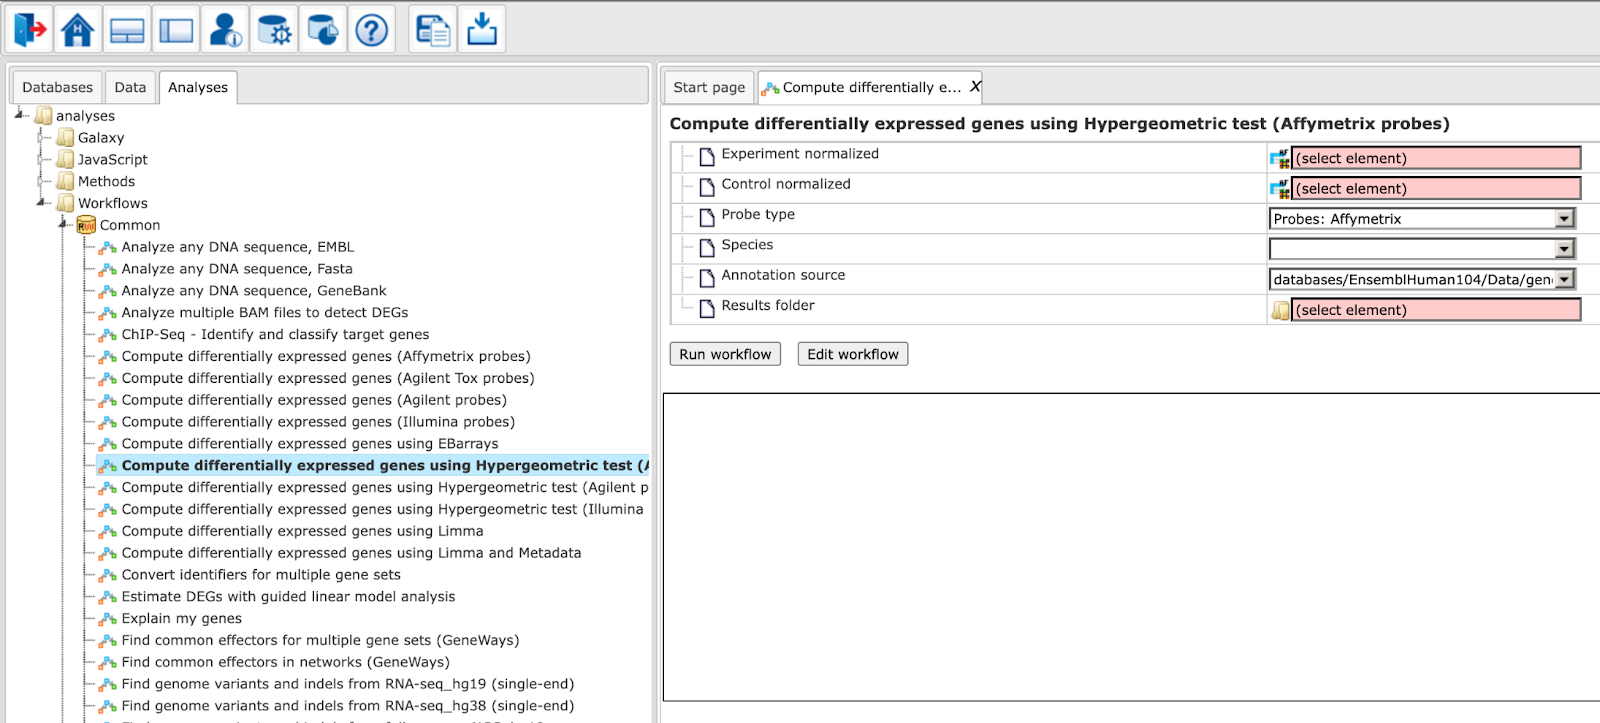 Databases
Data
Analyses
analyses
Galaxy
JavaScript
Methods
Workflows
Common
Analyze any DNA sequence, EMBL
Analyze any DNA sequence, Fasta
Analyze any DNA sequence, GeneBank
Analyze multiple BAM files to detect DEGs
ChIP-Seq - Identify and classify target genes
Compute differentially expressed genes (Affymetrix probes)
Compute differentially expressed genes (Agilent Tox probes)
Compute differentially expressed genes (Agilent probes)
Compute differentially expressed genes (Illumina probes)
Compute differentially expressed genes using EBarrays
Compute differentially expressed genes using Hypergeometric test (A
Compute differentially expressed genes using Hypergeometric test (Agilent p
Compute differentially expressed genes using Hypergeometric test (Illumina
Compute differentially expressed genes using Limma
Compute differentially expressed genes using Limma and Metadata
Convert identifiers for multiple gene sets
Estimate DEGs with guided linear model analysis
Explain my genes
Find common effectors for multiple gene sets (GeneWays)
Find common effectors in networks (GeneWays)
Find genome variants and indels from RNA-seq_hg19 (single-end)
Find genome variants and indels from RNA-seq_hg38 (single-end)
Start page
Compute differentially e... X
Compute differentially expressed genes using Hypergeometric test (Affymetrix probes)
Experiment normalized (select element)
Control normalized (select element)
Probe type Probes: Affymetrix
Species
Annotation source databases/EnsemblHuman104/Data/gen
Results folder (select element)
Run workflow
Edit workflow